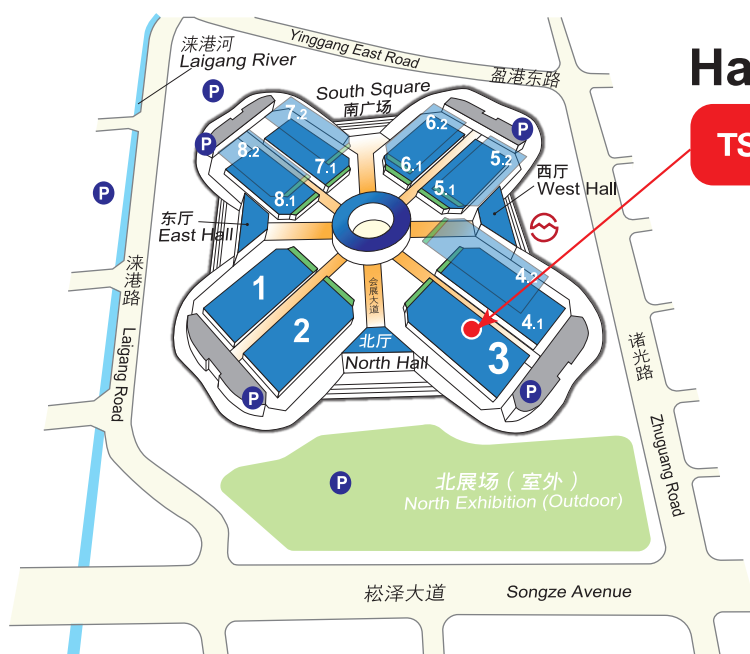 Yinggang East Road
盈港东路
涞港河
Laigang River
Ha
P
South Square
南广场
TS
P
P
7.2
6.2
8.2
7.1
6.1
5.2
8.1
5.1
西厅
West Hall
P
东厅
East Hall
涞港路
Laigang Road
1
2
会展大道
4.2
4.1
3
北厅
North Hall
P
P
诸光路
Zhuguang Road
P
北展场（室外）
North Exhibition (Outdoor)
崧泽大道
Songze Avenue